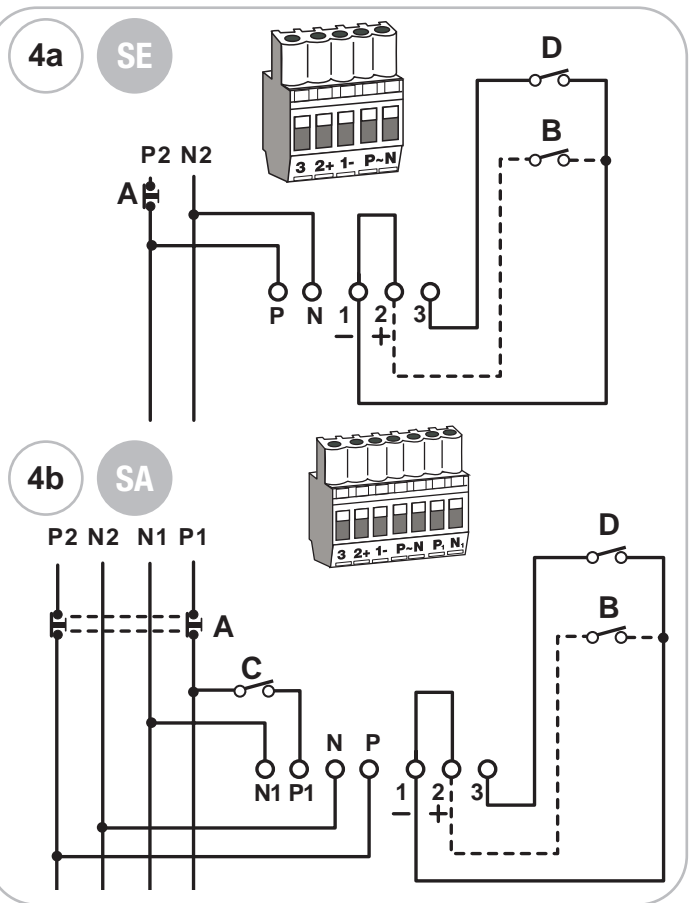 4a SE
D
B
P2 N2
A
3 2+ 1- P~N
P N 1 2 3
− +
4b SA
P2 N2 N1 P1
3 2+ 1- P~N P1 N1
D
B
A
C
N P
N1 P1 1 2 3
− +